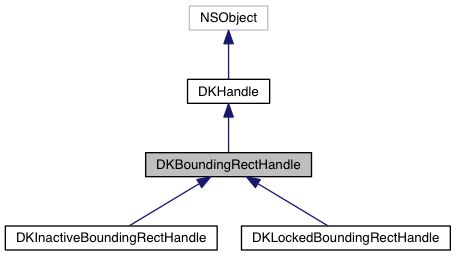 NSObject
DKHandle
DKBoundingRectHandle
DKInactiveBoundingRectHandle
DKLockedBoundingRectHandle